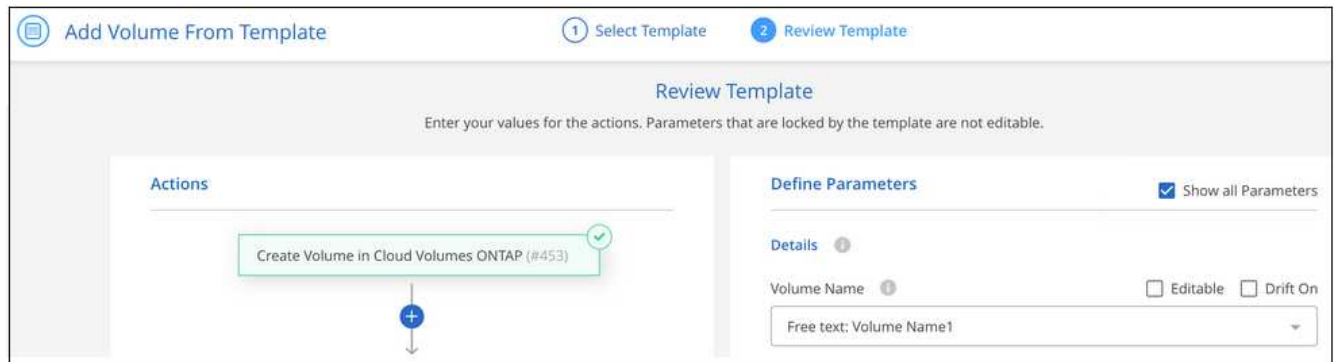 Add Volume From Template
1 Select Template
2 Review Template
Review Template
Enter your values for the actions. Parameters that are locked by the template are not editable.
Actions
Create Volume in Cloud Volumes ONTAP (#453)
Define Parameters
Show all Parameters
Details
Volume Name
Editable
Drift On
Free text: Volume Name1